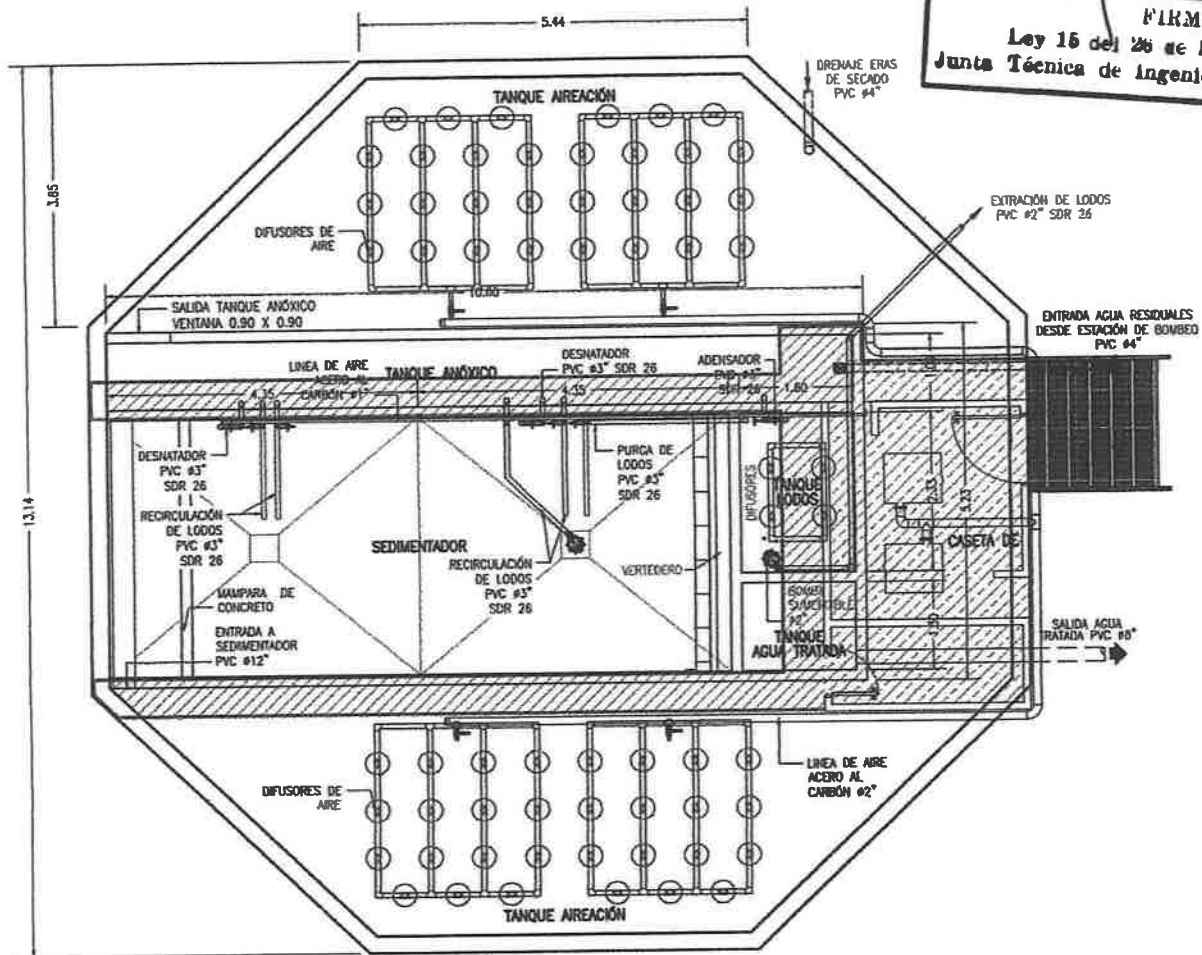 5.44
FIRM
Ley 15 del 26 de
Junta Técnica de Ingeni
DRENAJE ERAS
DE SECADO
PVC ø4"
TANQUE AIREACIÓN
3.85
EXTRACIÓN DE LODOS
PVC ø2" SDR 26
DIFUSORES DE
AIRE
10.60
SALIDA TANQUE ANÓXICO
VENTANA 0.90 X 0.90
ENTRADA AGUA RESIDUALES
DESDE ESTACIÓN DE BOMBEO
PVC ø4"
LINEA DE AIRE
ACERO AL
CARBÓN ø1"
TANQUE ANÓXICO
DESNATADOR
PVC ø3" SDR 26
ADENSADOR
SDR 26
4.35
4.35
1.60
DESNATADOR
PVC ø3"
SDR 26
PURGA DE
LODOS
PVC ø3"
SDR 26
DIFUSORES
TANQUE
LODOS
2.33
5.23
13.14
RECIRCULACIÓN
DE LODOS
PVC ø3"
SDR 26
SEDIMENTADOR
RECIRCULACIÓN
DE LODOS
PVC ø3"
SDR 26
VERTEDERO
CASETA DE
MAMPARA DE
CONCRETO
BOMBA
SUMERGIBLE
ø2"
1.50
ENTRADA A
SEDIMENTADOR
PVC ø12"
TANQUE
AGUA TRATADA
SALIDA AGUA
TRATADA PVC ø8"
DIFUSORES DE
AIRE
LINEA DE AIRE
ACERO AL
CARBÓN ø2"
TANQUE AIREACIÓN